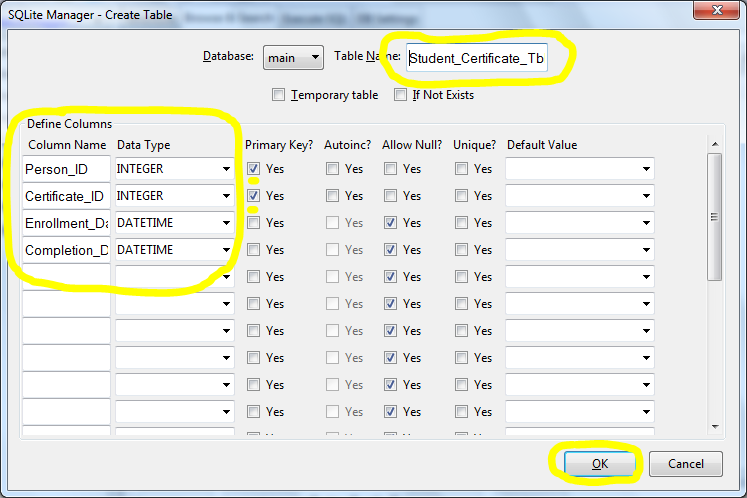 SQLite Manager - Create Table
Database: main Table Name: Student_Certificate_Tb
Temporary table If Not Exists
Define Columns
Column Name Data Type Primary Key? Autoinc? Allow Null? Unique? Default Value
Person_ID INTEGER Yes Yes Yes Yes
Certificate_ID INTEGER Yes Yes Yes Yes
Enrollment_Da DATETIME Yes Yes Yes Yes
Completion_D DATETIME Yes Yes Yes Yes
Yes Yes Yes Yes
Yes Yes Yes Yes
Yes Yes Yes Yes
Yes Yes Yes Yes
Yes Yes Yes Yes
Yes Yes Yes Yes
Yes Yes Yes Yes
OK Cancel